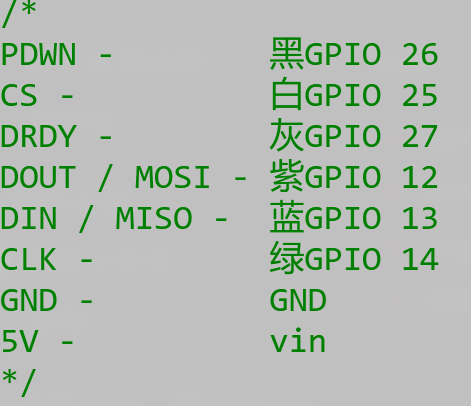 /*
PDWN -        黑GPIO 26
CS -          白GPIO 25
DRDY -        灰GPIO 27
DOUT / MOSI - 紫GPIO 12
DIN / MISO -  蓝GPIO 13
CLK -         绿GPIO 14
GND -         GND
5V -          vin
*/